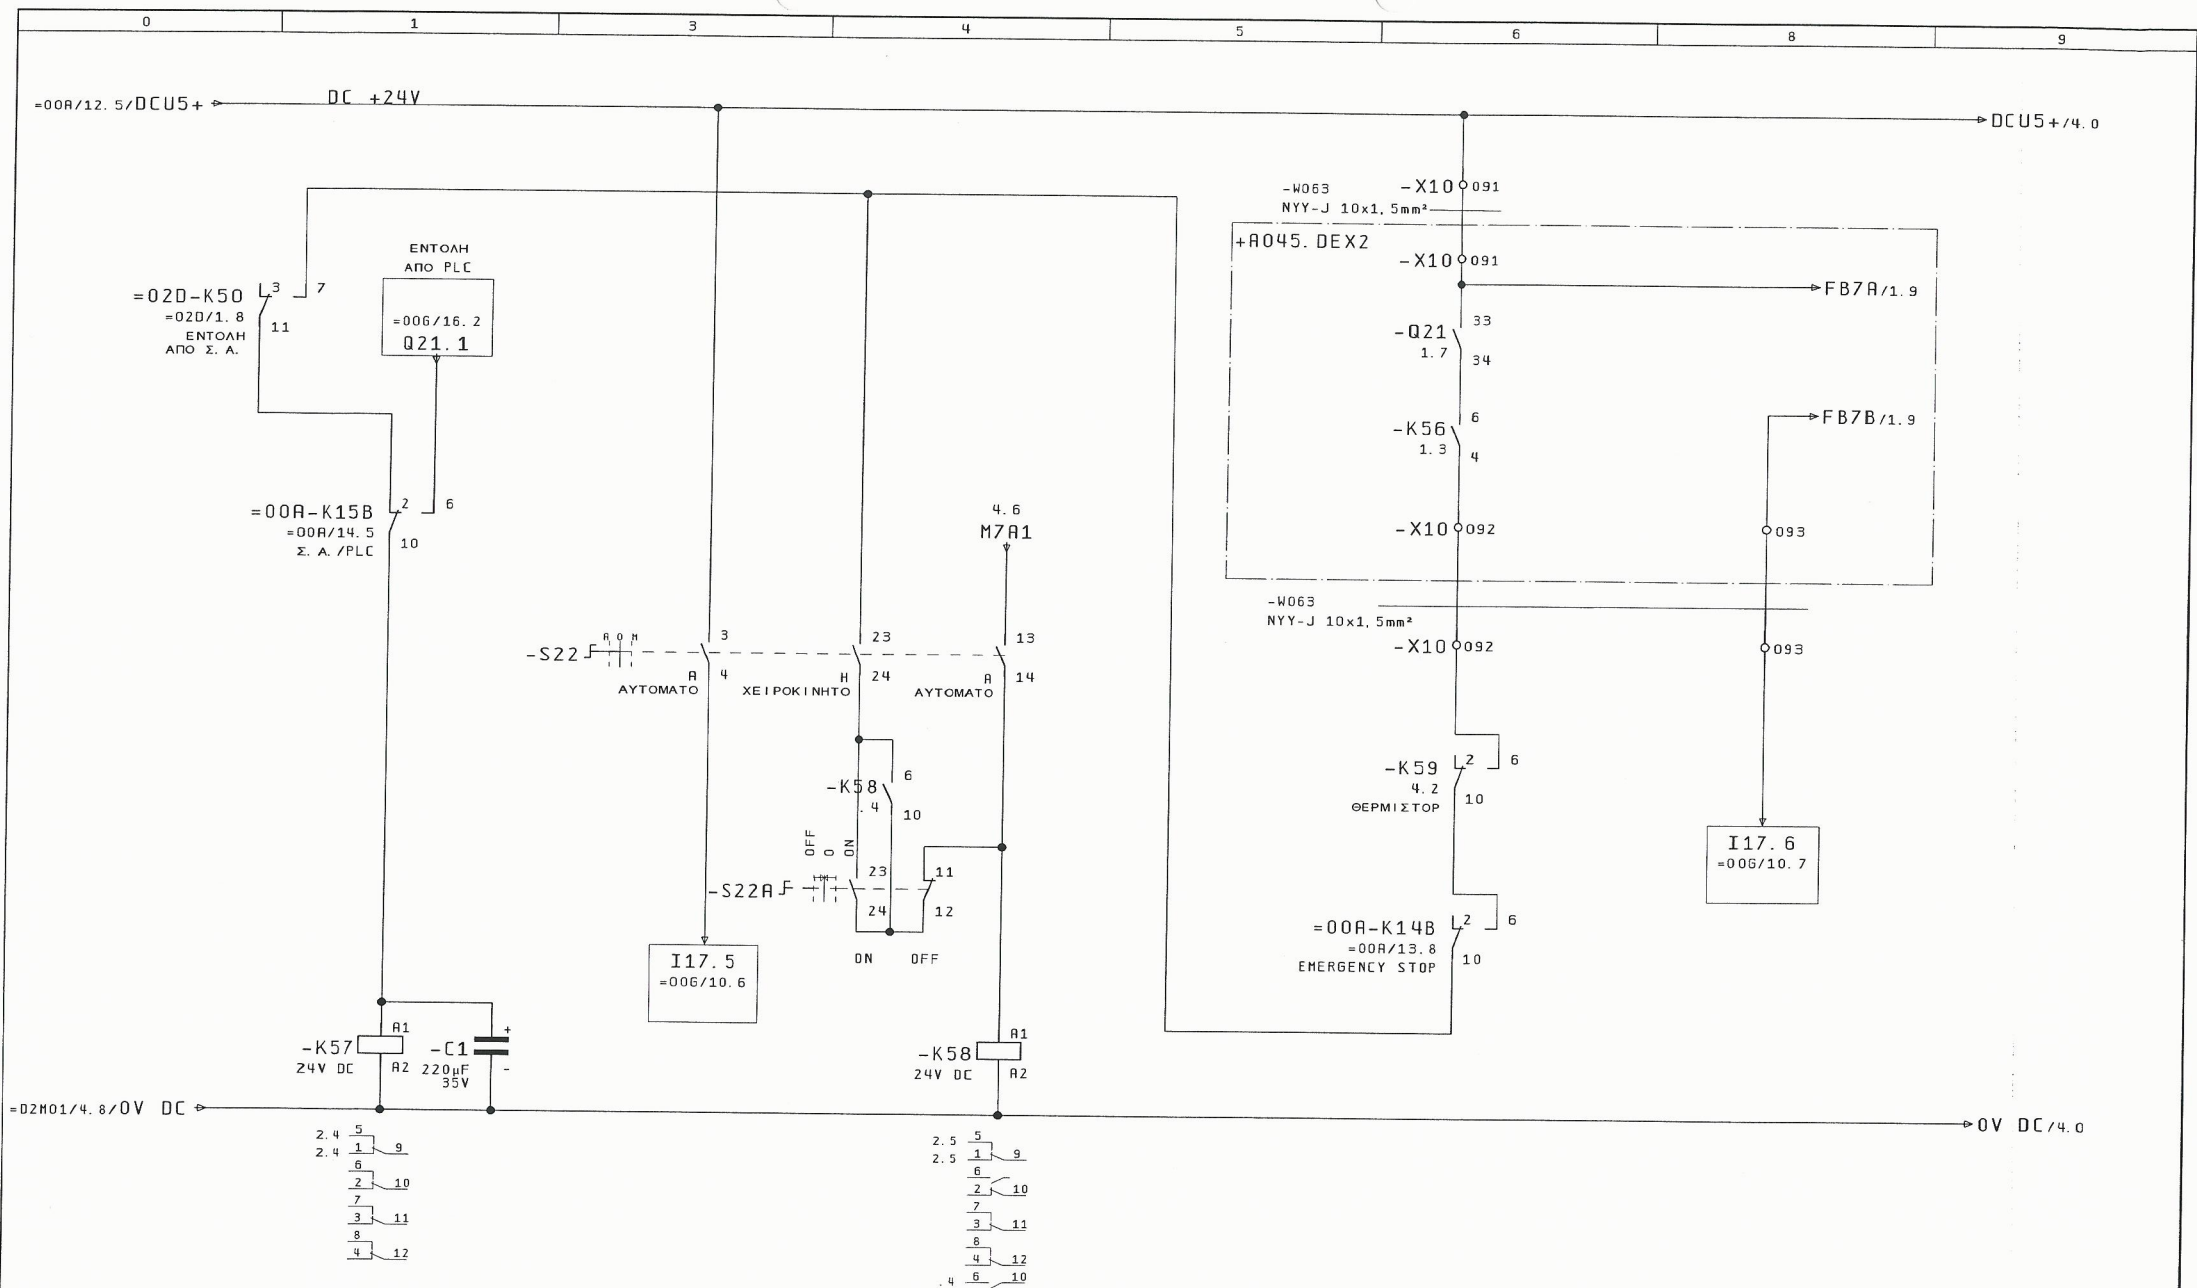 0 1 3 4 5 6 8 9
=00A/12.5/DCU5+
DC +24V
DCU5+/4.0
-W063
NYY-J 10x1,5mm²
-X10 091
+A045.DEX2
-X10 091
FB7A/1.9
ΕΝΤΟΛΗ
ΑΠΟ PLC
=00G/16.2
Q21.1
=02D-K50
=02D/1.8
ΕΝΤΟΛΗ
ΑΠΟ Σ.Α.
3 7
11
-Q21
1.7
33
34
-K56
1.3
6
4
FB7B/1.9
=00A-K15B
=00A/14.5
Σ.Α./PLC
2 6
10
4.6
M7A1
-X10 092
093
-W063
NYY-J 10x1,5mm²
-X10 092
093
-S22
A O M
3
A 4
ΑΥΤΟΜΑΤΟ
23
H 24
ΧΕΙΡΟΚΙΝΗΤΟ
13
A 14
ΑΥΤΟΜΑΤΟ
-K58
.4
6
10
-K59
4.2
ΘΕΡΜΙΣΤΟΡ
2 6
10
OFF O ON
-S22A
23
24
11
12
ON OFF
I17.5
=00G/10.6
I17.6
=00G/10.7
=00A-K14B
=00A/13.8
EMERGENCY STOP
2 6
10
-K57
24V DC
A1
A2
-C1
220µF
35V
+
-
-K58
24V DC
A1
A2
=D2M01/4.8/0V DC
0V DC/4.0
2.4 5
2.4 1 9
6
2 10
7
3 11
8
4 12
2.5 5
2.5 1 9
6
2 10
7
3 11
8
4 12
.4 6 10